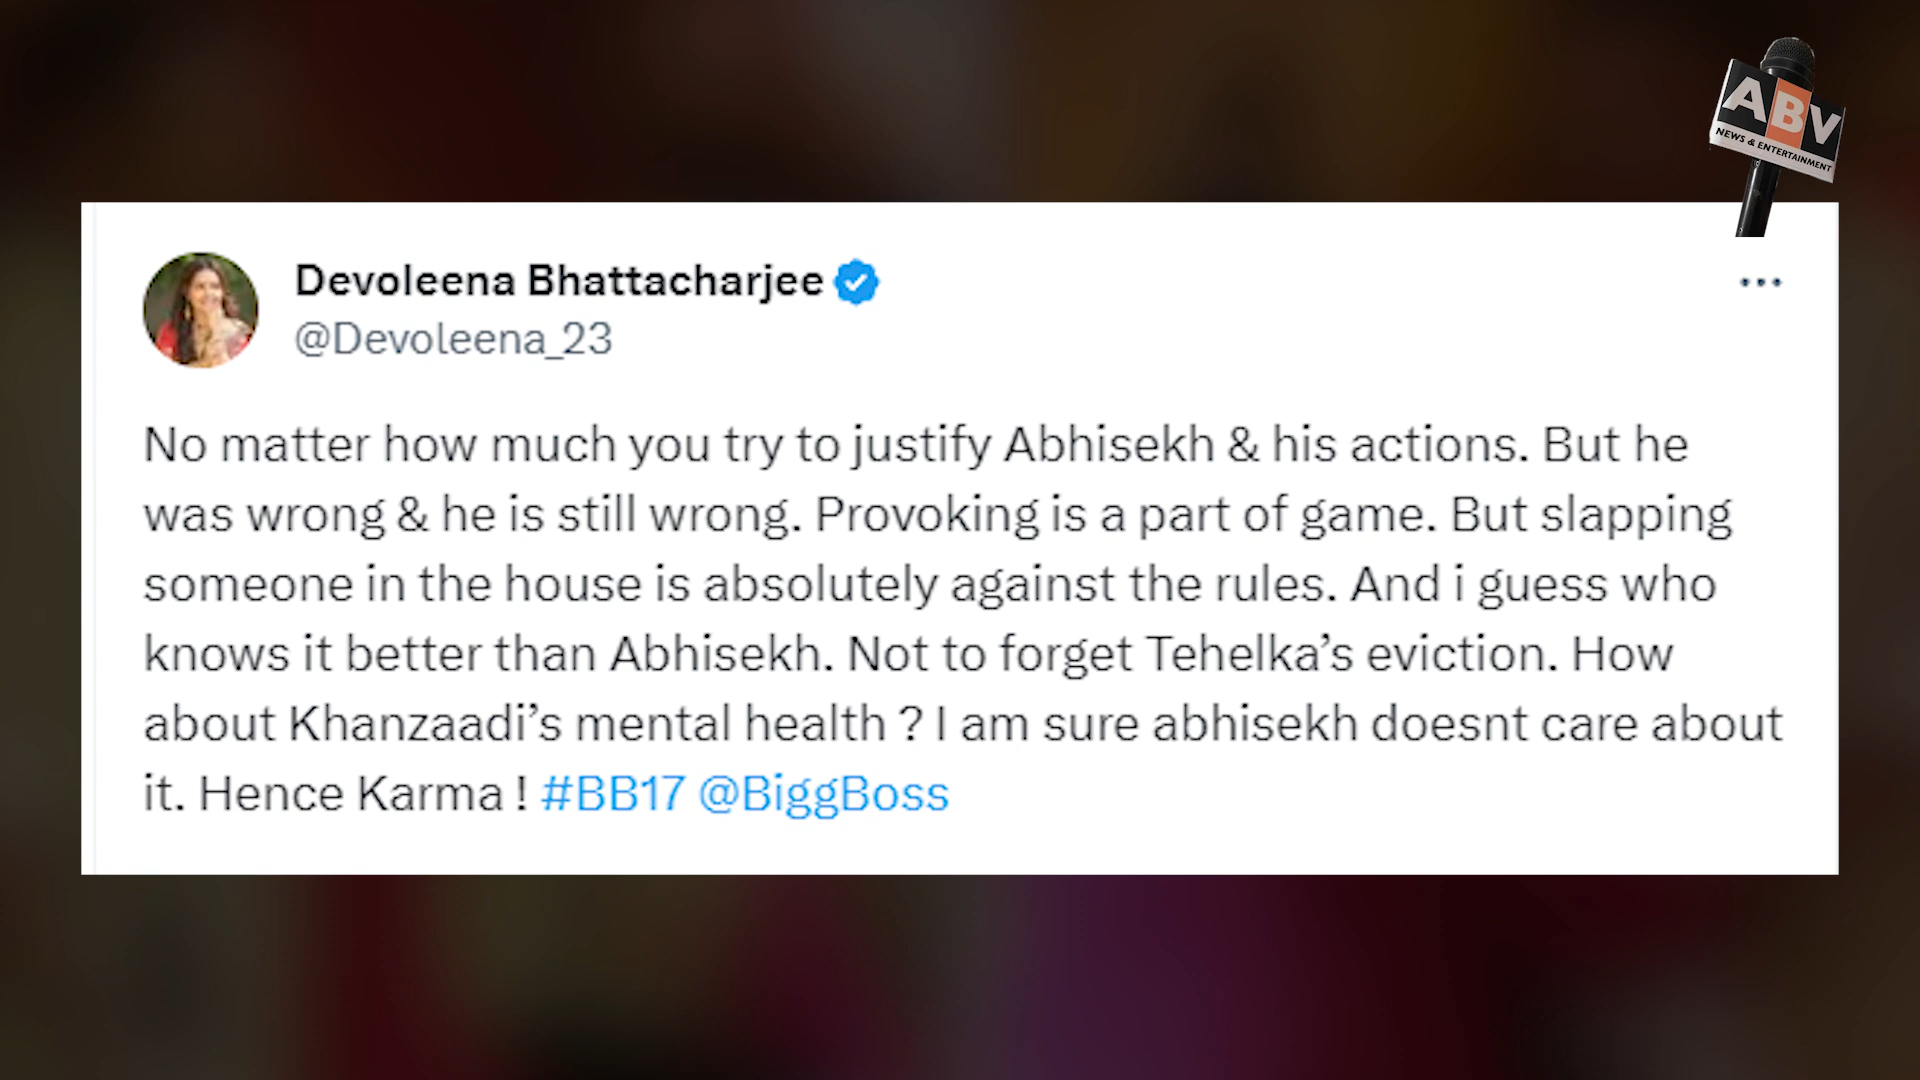 ABV
NEWS & ENTERTAINMENT
Devoleena Bhattacharjee
@Devoleena_23
No matter how much you try to justify Abhisekh & his actions. But he
was wrong & he is still wrong. Provoking is a part of game. But slapping
someone in the house is absolutely against the rules. And i guess who
knows it better than Abhisekh. Not to forget Tehelka’s eviction. How
about Khanzaadi’s mental health ? I am sure abhisekh doesnt care about
it. Hence Karma ! #BB17 @BiggBoss